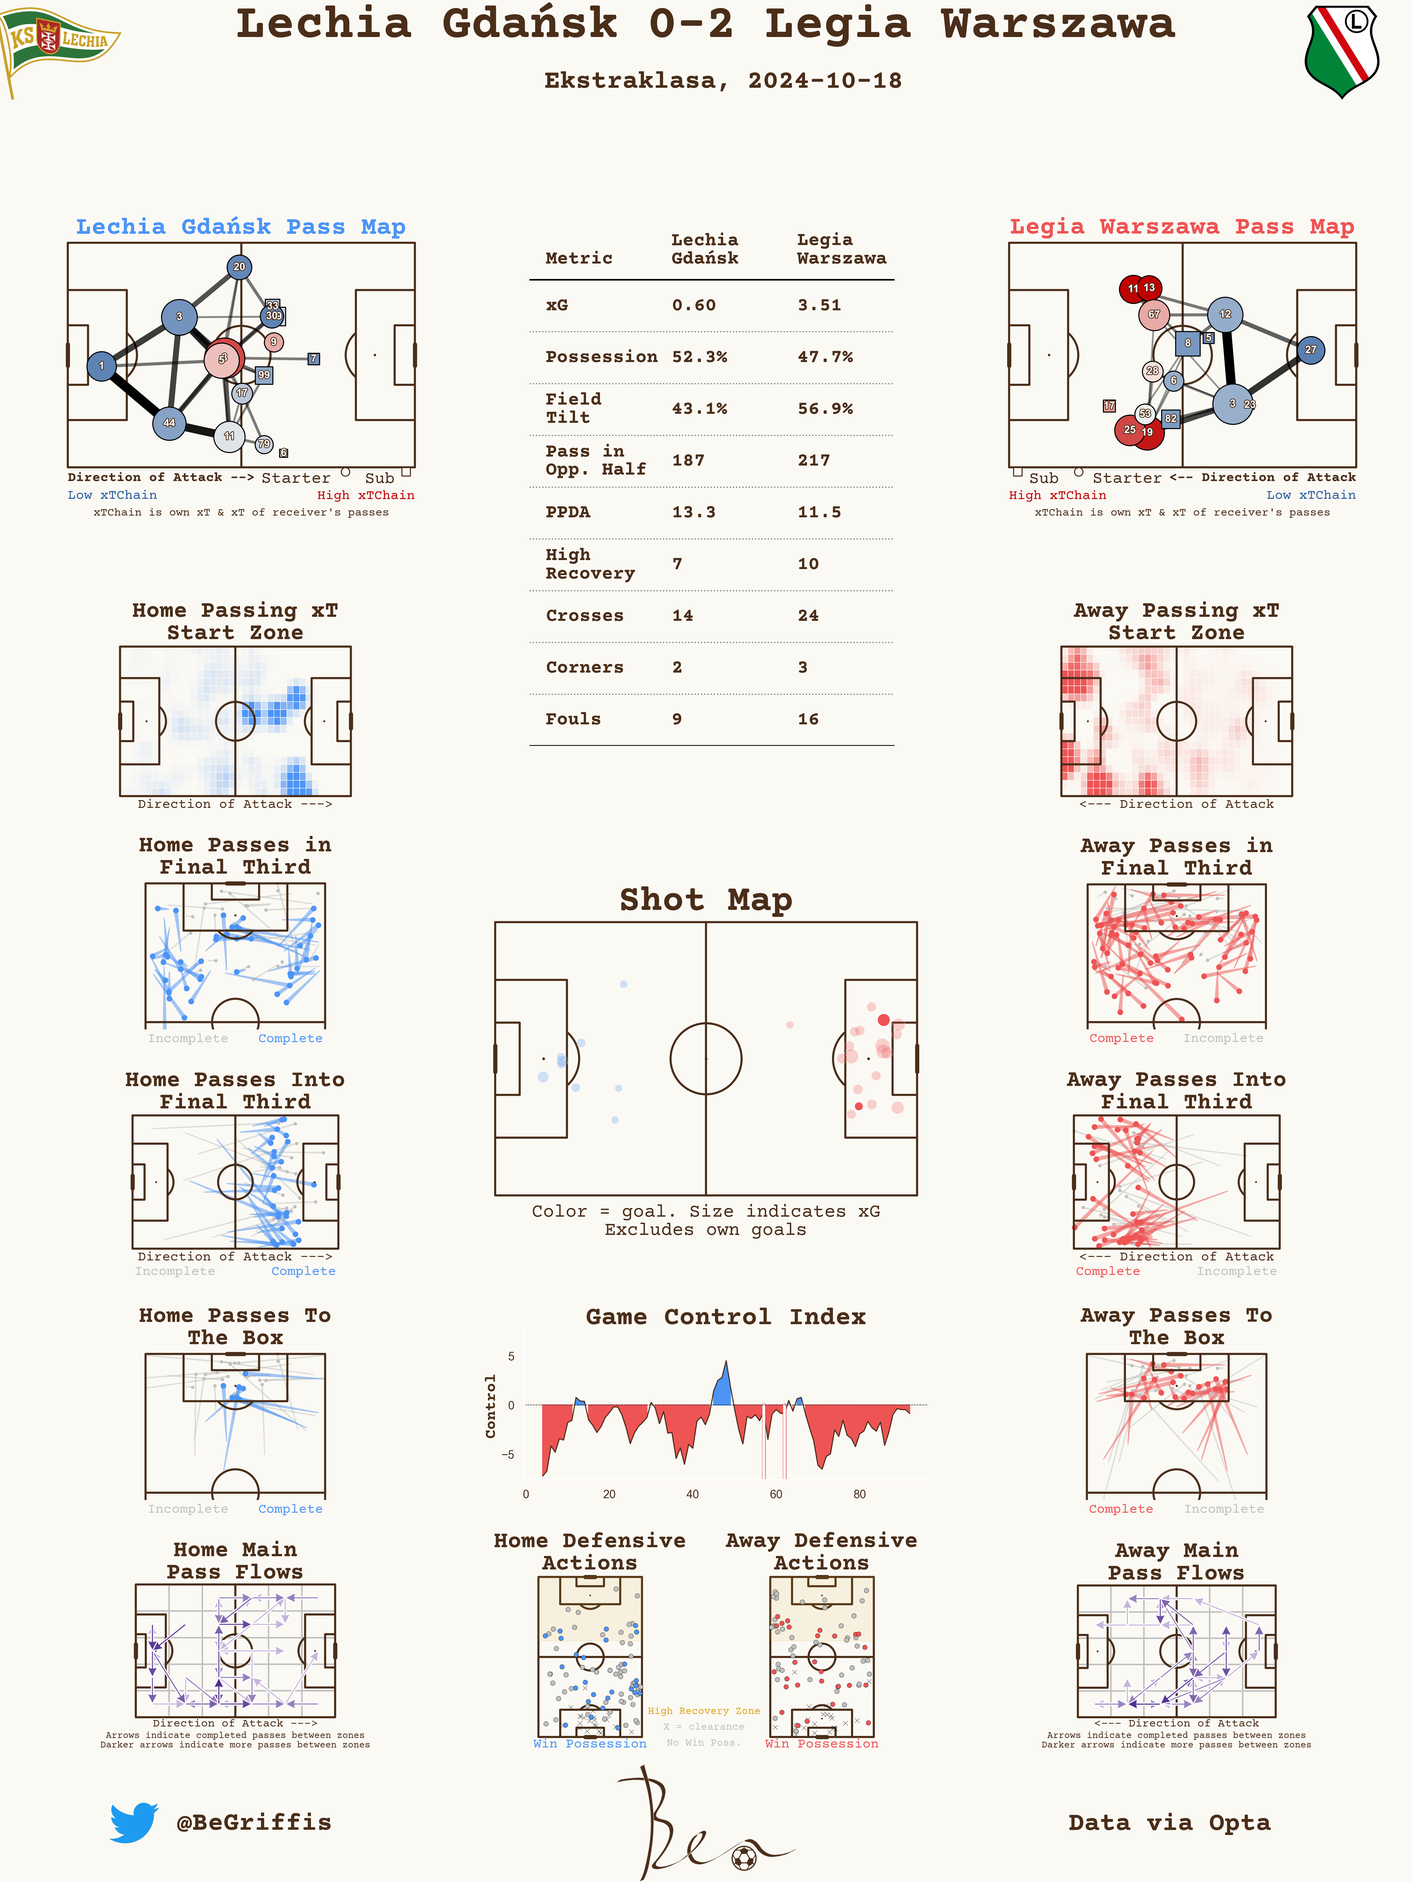 Lechia Gdańsk 0-2 Legia Warszawa
Ekstraklasa, 2024-10-18
KS LECHIA
L
Lechia Gdańsk Pass Map
20
3
33
30
9
1
5
7
99
17
44
11
79
6
Direction of Attack --> Starter Sub
Low xTChain High xTChain
xTChain is own xT & xT of receiver's passes
Metric Lechia Gdańsk Legia Warszawa
xG 0.60 3.51
Possession 52.3% 47.7%
Field Tilt 43.1% 56.9%
Pass in Opp. Half 187 217
PPDA 13.3 11.5
High Recovery 7 10
Crosses 14 24
Corners 2 3
Fouls 9 16
Legia Warszawa Pass Map
11 13
67
12
8
5
27
28
6
17
53
3 23
82
25 19
Sub Starter <-- Direction of Attack
High xTChain Low xTChain
xTChain is own xT & xT of receiver's passes
Home Passing xT
Start Zone
Direction of Attack --->
Away Passing xT
Start Zone
<--- Direction of Attack
Home Passes in
Final Third
Incomplete Complete
Away Passes in
Final Third
Complete Incomplete
Shot Map
Color = goal. Size indicates xG
Excludes own goals
Home Passes Into
Final Third
Direction of Attack --->
Incomplete Complete
Away Passes Into
Final Third
<--- Direction of Attack
Complete Incomplete
Home Passes To
The Box
Incomplete Complete
Game Control Index
Control
5
0
−5
0 20 40 60 80
Away Passes To
The Box
Complete Incomplete
Home Main
Pass Flows
Direction of Attack --->
Arrows indicate completed passes between zones
Darker arrows indicate more passes between zones
Home Defensive
Actions
Win Possession
Away Defensive
Actions
Win Possession
High Recovery Zone
X = clearance
No Win Poss.
Away Main
Pass Flows
<--- Direction of Attack
Arrows indicate completed passes between zones
Darker arrows indicate more passes between zones
@BeGriffis
Ben
Data via Opta